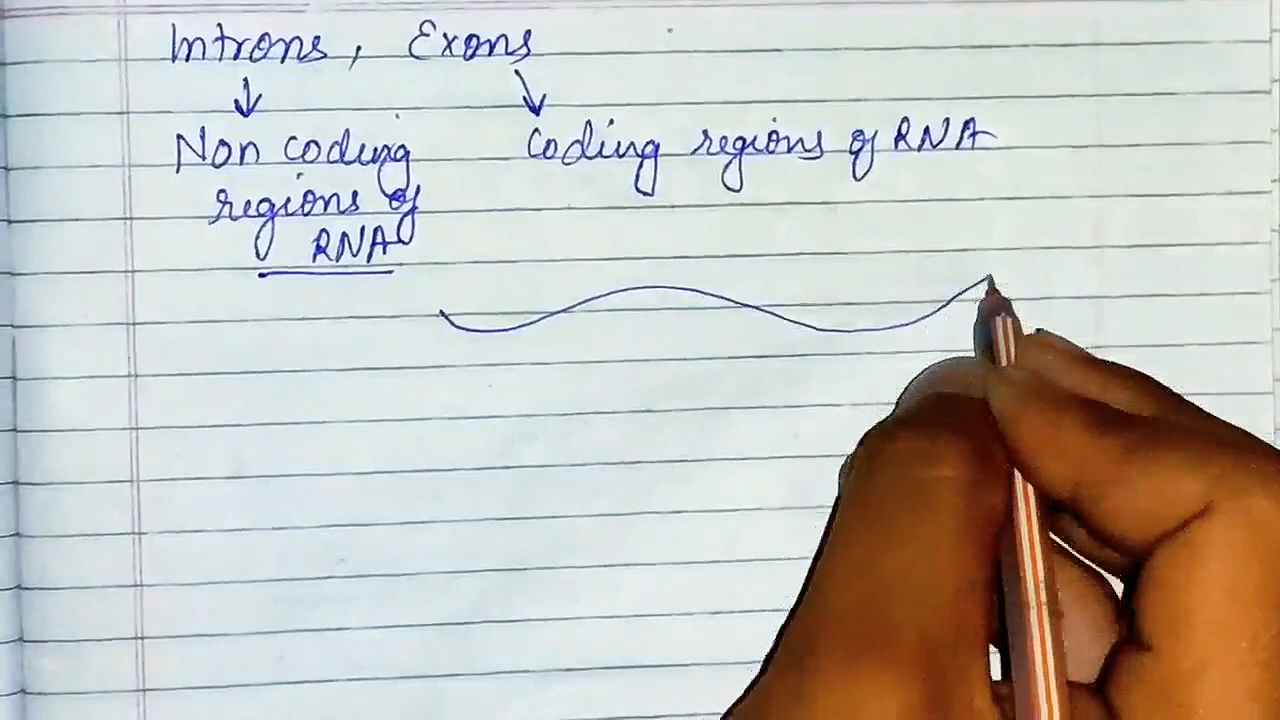 Introns, Exons
Non coding
regions of
RNA
Coding regions of RNA